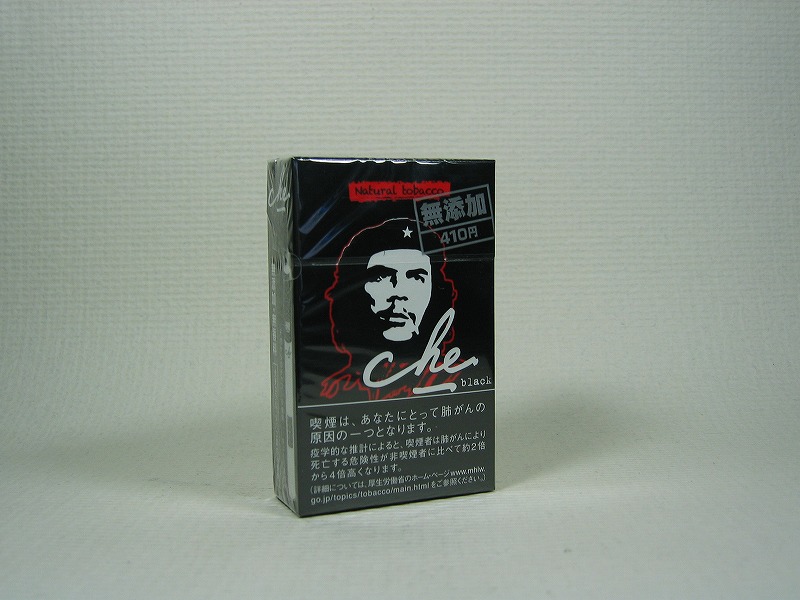 Natural tobacco
無添加
410円
che
black
喫煙は、あなたにとって肺がんの
原因の一つとなります。
疫学的な推計によると、喫煙者は肺がんにより
死亡する危険性が非喫煙者に比べて約2倍
から4倍高くなります。
(詳細については、厚生労働省のホーム・ページ www.mhlw.
go.jp/topics/tobacco/main.html をご参照ください。)
che